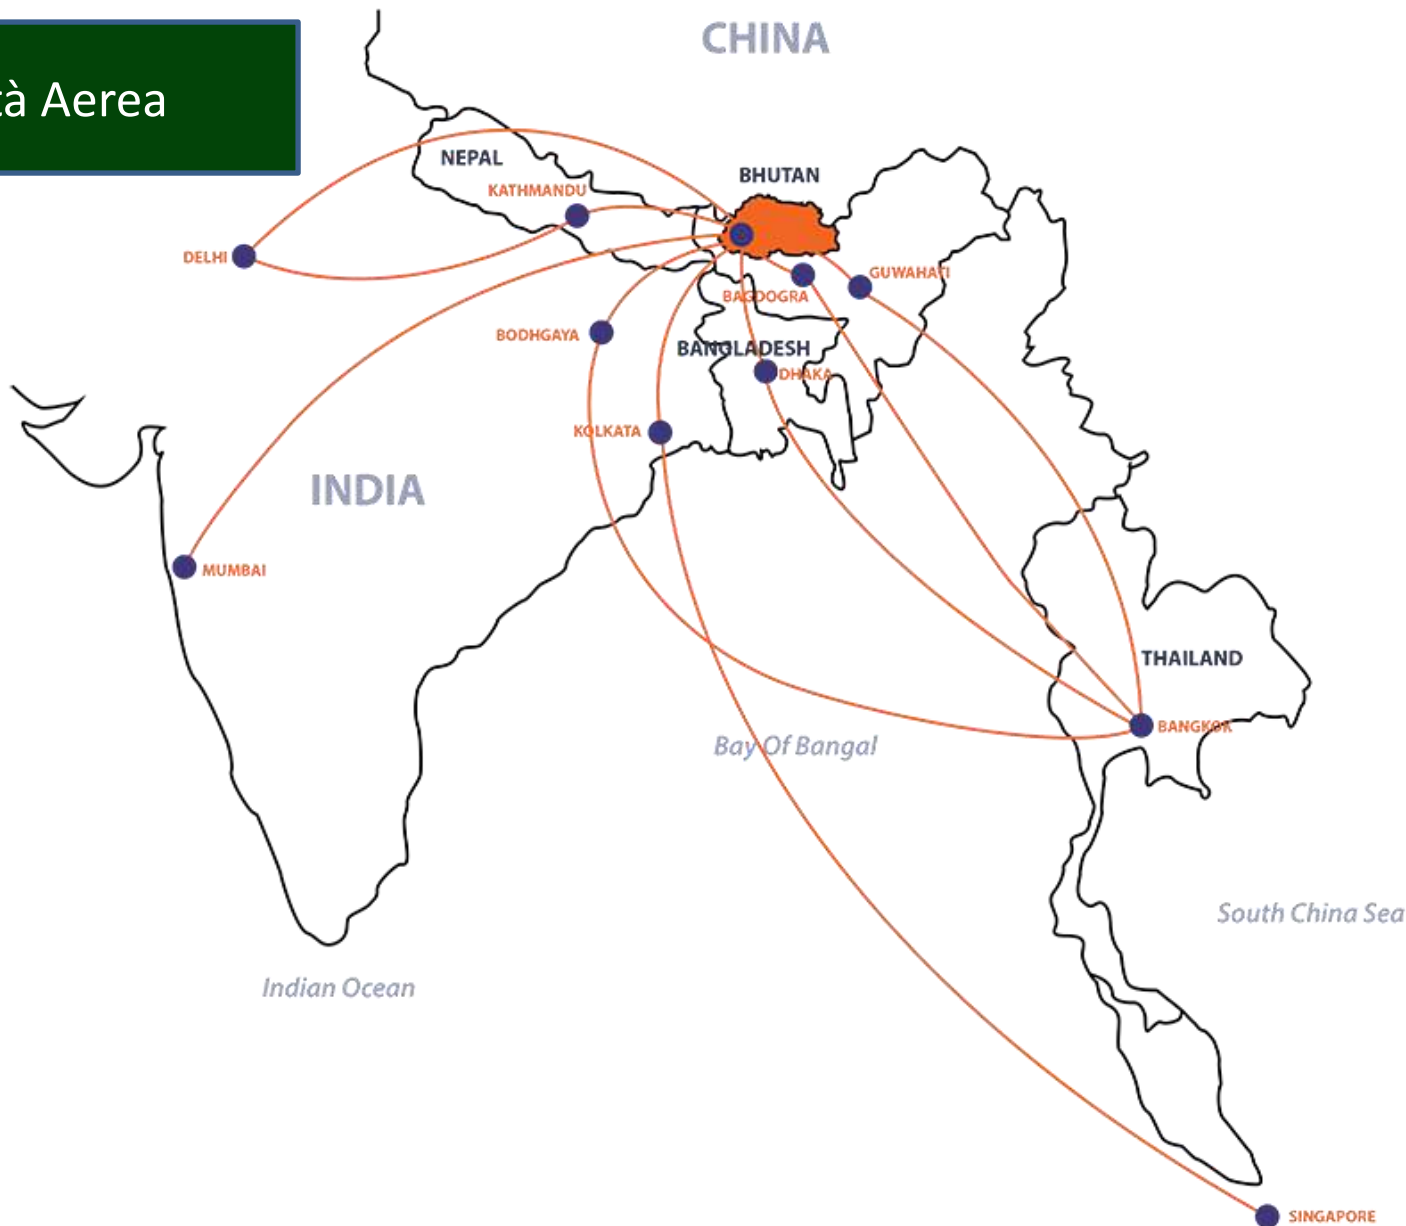 CHINA
tà Aerea
NEPAL
BHUTAN
KATHMANDU
DELHI
GUWAHATI
BAGDOGRA
BODHGAYA
BANGLADESH
DHAKA
KOLKATA
INDIA
MUMBAI
THAILAND
BANGKOK
Bay Of Bangal
South China Sea
Indian Ocean
SINGAPORE